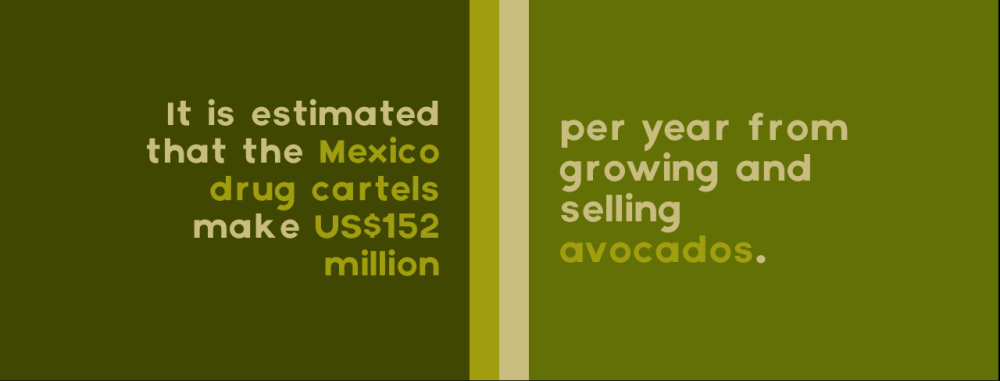 It is estimated
that the Mexico
drug cartels
make US$152
million
per year from
growing and
selling
avocados.